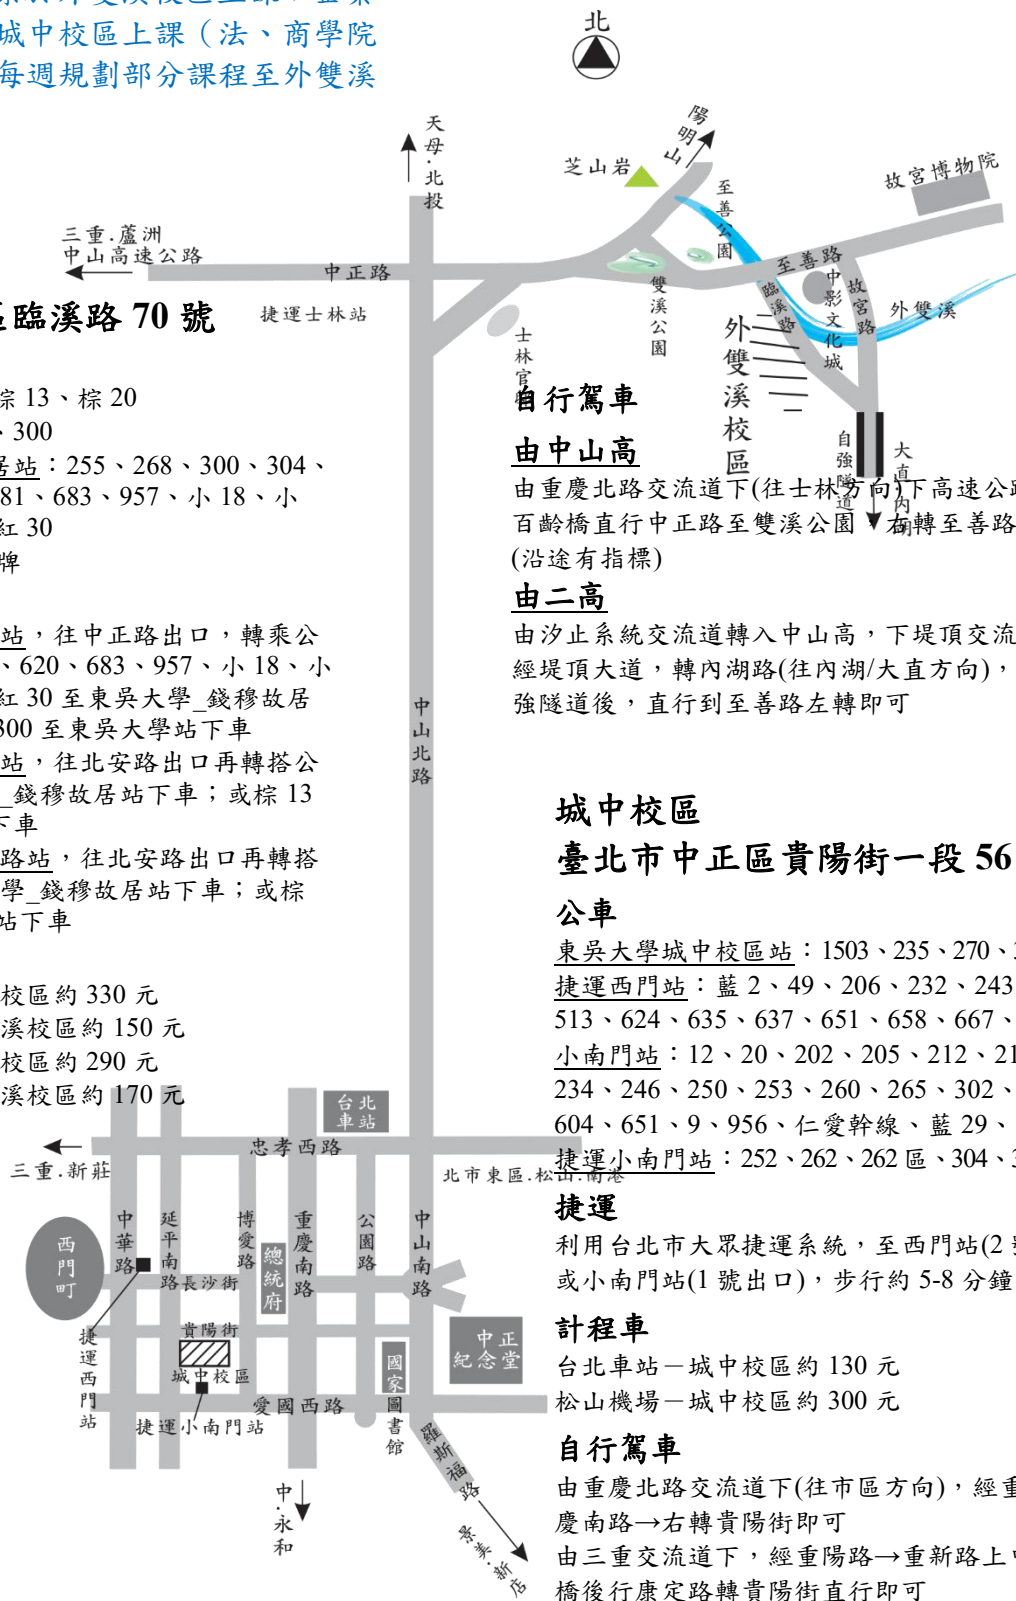 城中校區上課（法、商學院
每週規劃部分課程至外雙溪
北
天母．北投
陽明山
芝山岩
至善公園
故宮博物院
三重．蘆洲
中山高速公路
中正路
至善路
雙溪公園
臨溪路
中影文化城
故宮路
外雙溪
區臨溪路 70 號
捷運士林站
士林官
外雙溪校區
自強隧道
大直
棕 13、棕 20
、300
居站：255、268、300、304、
81、683、957、小 18、小
紅 30
牌
站，往中正路出口，轉乘公
、620、683、957、小 18、小
紅 30 至東吳大學_錢穆故居
300 至東吳大學站下車
站，往北安路出口再轉搭公
_錢穆故居站下車；或棕 13
下車
路站，往北安路出口再轉搭
學_錢穆故居站下車；或棕
站下車
校區約 330 元
溪校區約 150 元
校區約 290 元
溪校區約 170 元
中山北路
自行駕車
由中山高
由重慶北路交流道下(往士林方向)下高速公路
百齡橋直行中正路至雙溪公園，右轉至善路
(沿途有指標)
由二高
由汐止系統交流道轉入中山高，下堤頂交流
經堤頂大道，轉內湖路(往內湖/大直方向)，
強隧道後，直行到至善路左轉即可
城中校區
臺北市中正區貴陽街一段 56
公車
東吳大學城中校區站：1503、235、270、
捷運西門站：藍 2、49、206、232、243
513、624、635、637、651、658、667、
小南門站：12、20、202、205、212、21
234、246、250、253、260、265、302、
604、651、9、956、仁愛幹線、藍 29、
捷運小南門站：252、262、262 區、304、3
捷運
利用台北市大眾捷運系統，至西門站(2 號
或小南門站(1 號出口)，步行約 5-8 分鐘
計程車
台北車站－城中校區約 130 元
松山機場－城中校區約 300 元
自行駕車
由重慶北路交流道下(往市區方向)，經重
慶南路→右轉貴陽街即可
由三重交流道下，經重陽路→重新路上中
橋後行康定路轉貴陽街直行即可
台北車站
忠孝西路
三重．新莊
北市東區．松山．南港
西門町
中華路
延平南路
博愛路
總統府
重慶南路
公園路
中山南路
長沙街
貴陽街
城中校區
捷運西門站
捷運小南門站
愛國西路
國家圖書館
中正紀念堂
羅斯福路
中．永和
景美．新店